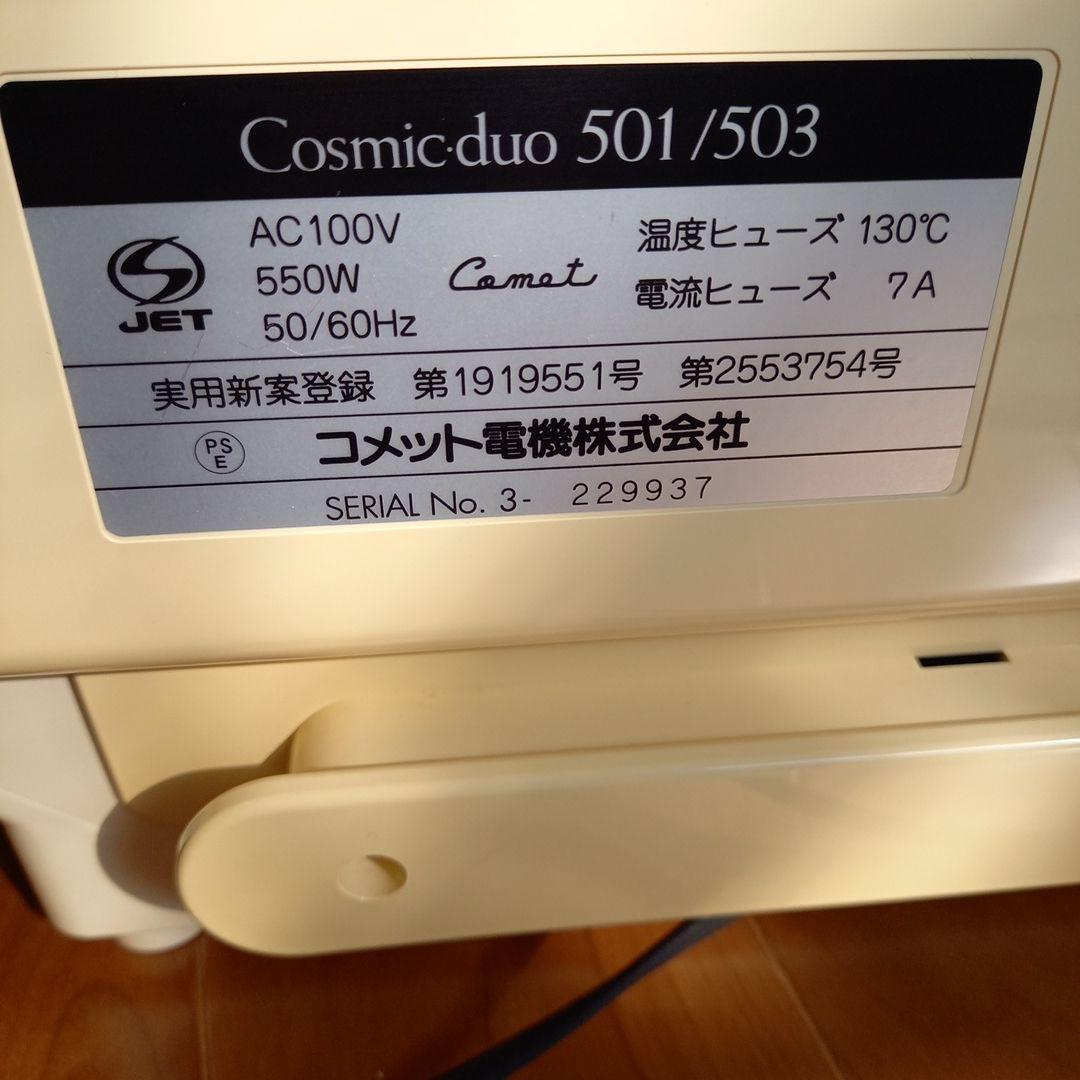 Cosmic·duo 501/503
JET
AC100V
550W
50/60Hz
Comet
温度ヒューズ 130℃
電流ヒューズ 7A
実用新案登録 第1919551号 第2553754号
PS
E
コメット電機株式会社
SERIAL No. 3- 229937